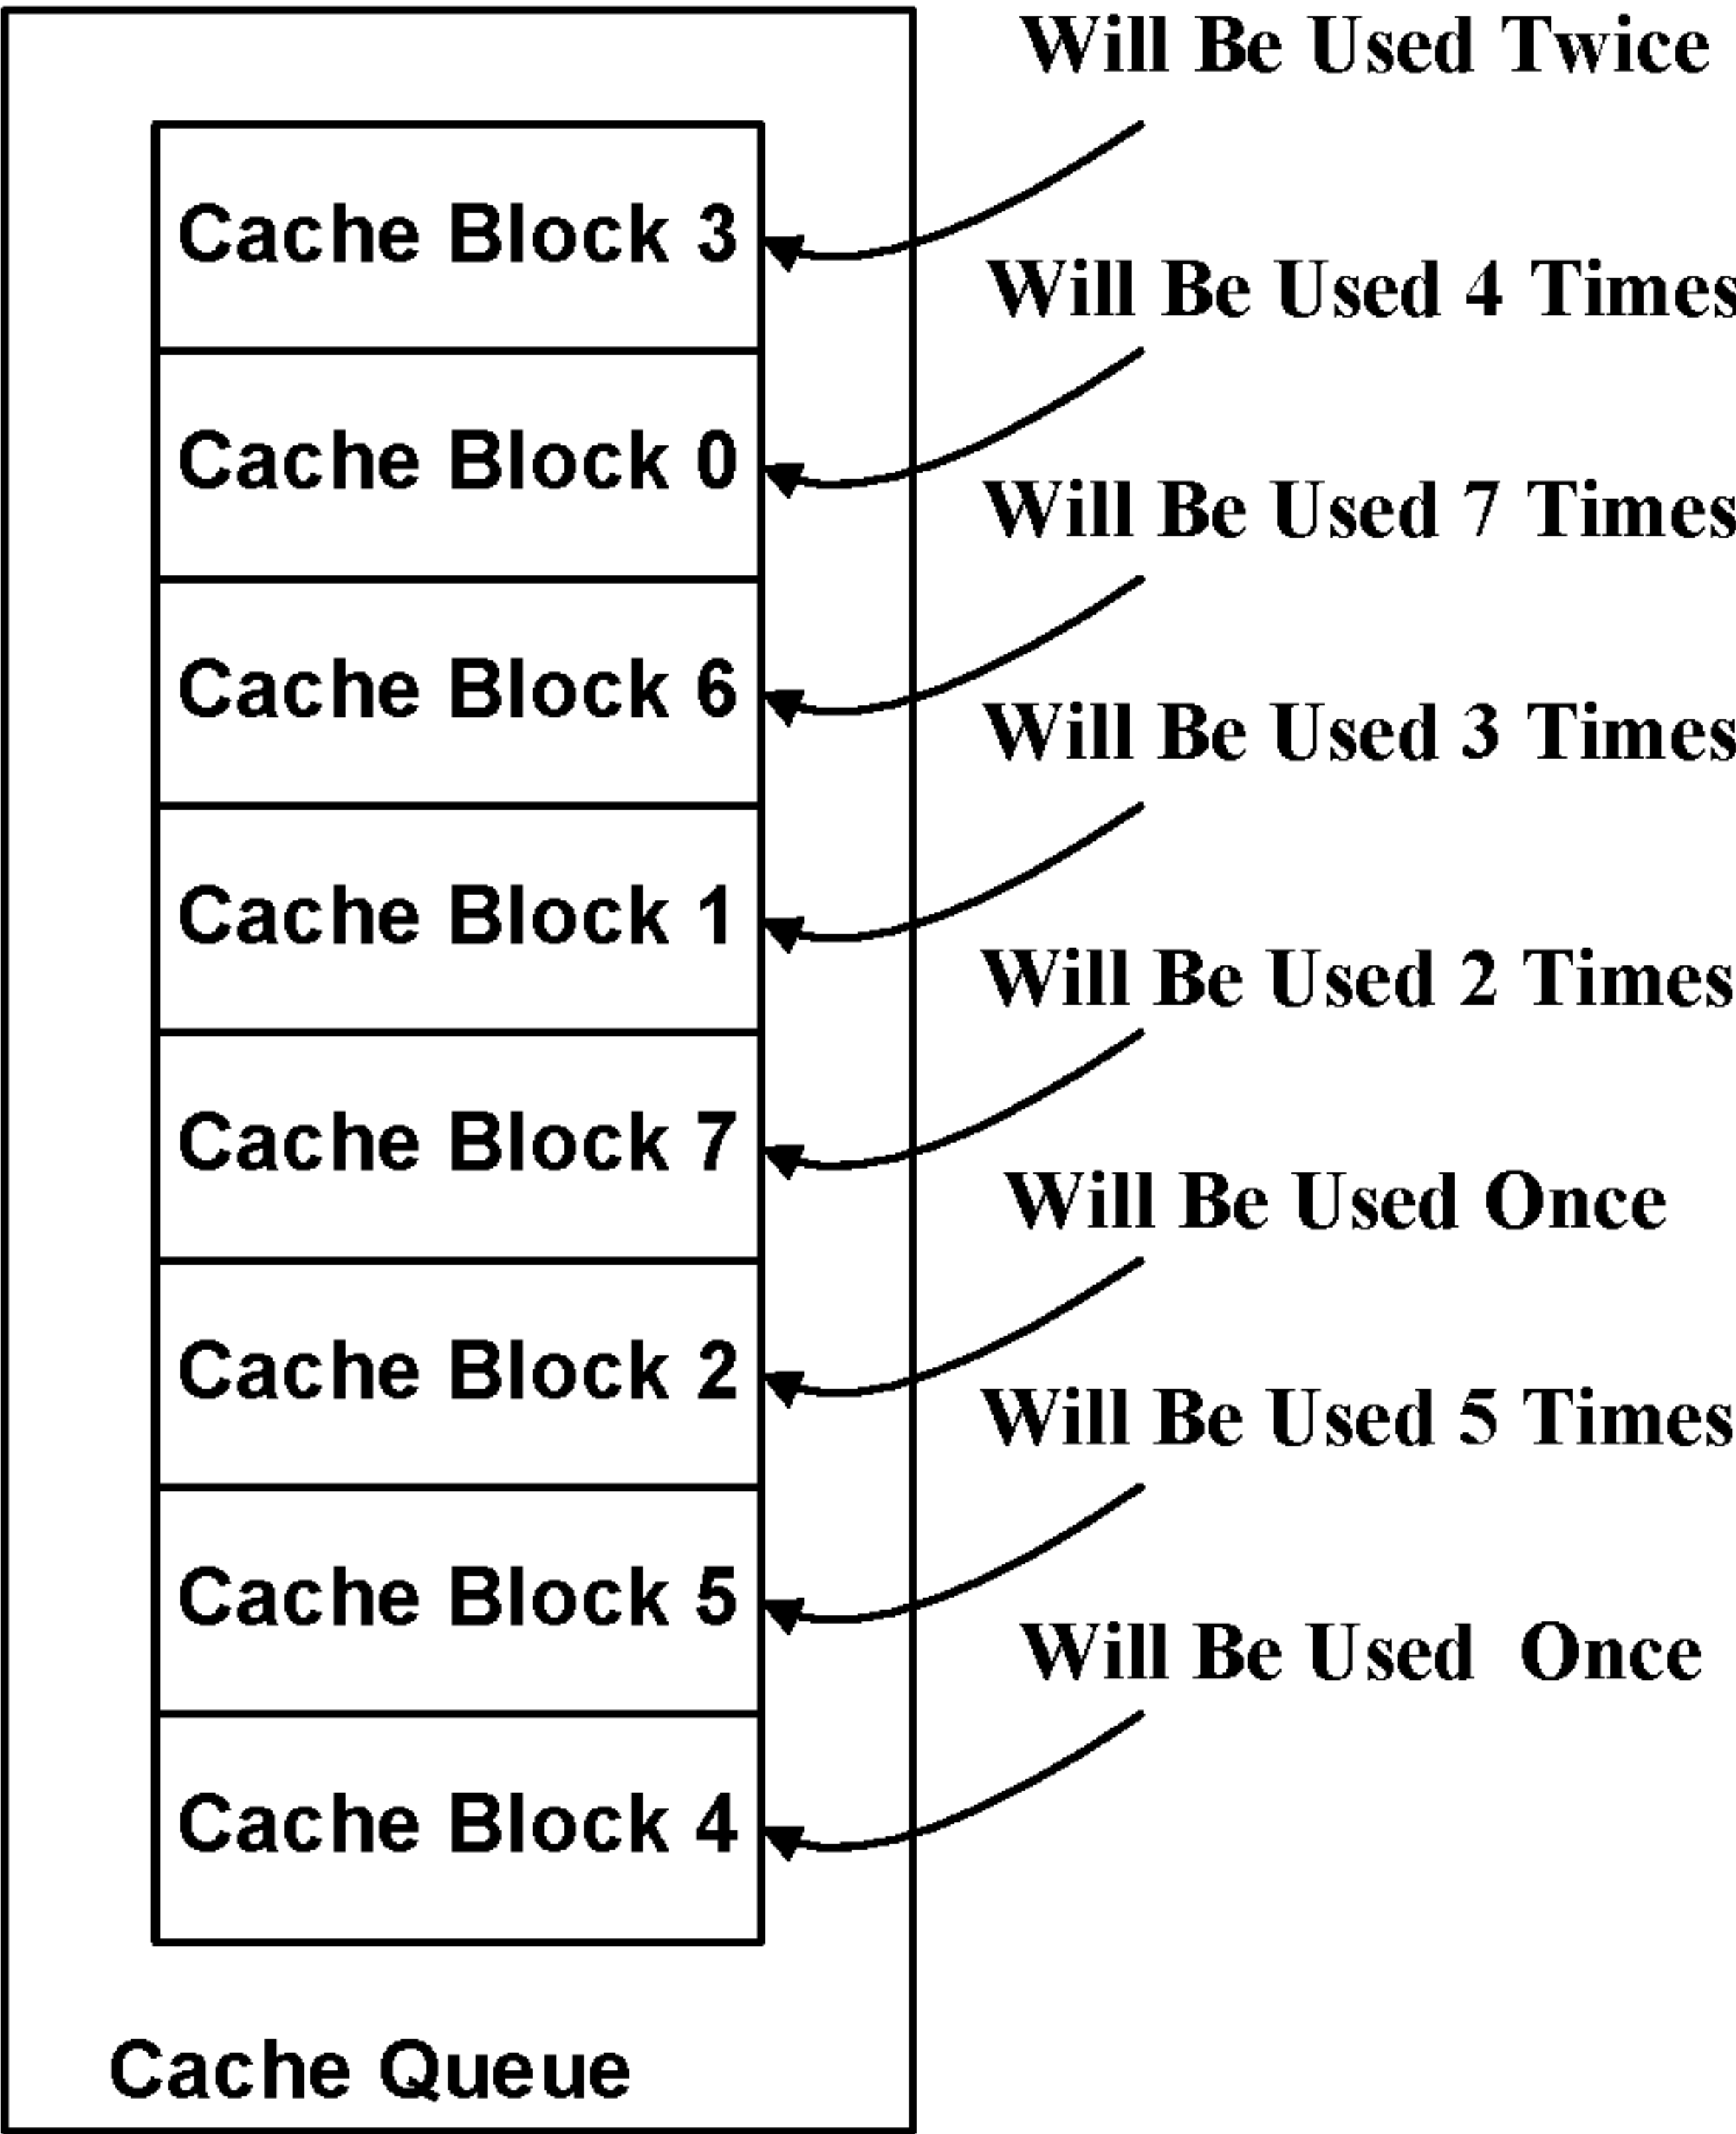 Will Be Used Twice
Cache Block 3
Will Be Used 4 Times
Cache Block 0
Will Be Used 7 Times
Cache Block 6
Will Be Used 3 Times
Cache Block 1
Will Be Used 2 Times
Cache Block 7
Will Be Used Once
Cache Block 2
Will Be Used 5 Times
Cache Block 5
Will Be Used Once
Cache Block 4
Cache Queue